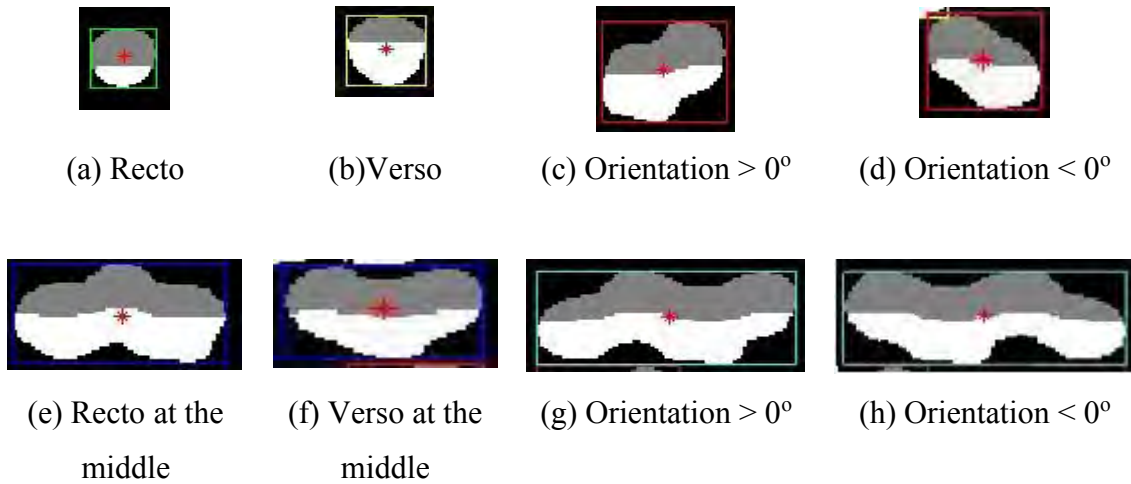 (a) Recto
(b)Verso
(c) Orientation > 0º
(d) Orientation < 0º
(e) Recto at the
middle
(f) Verso at the
middle
(g) Orientation > 0º
(h) Orientation < 0º